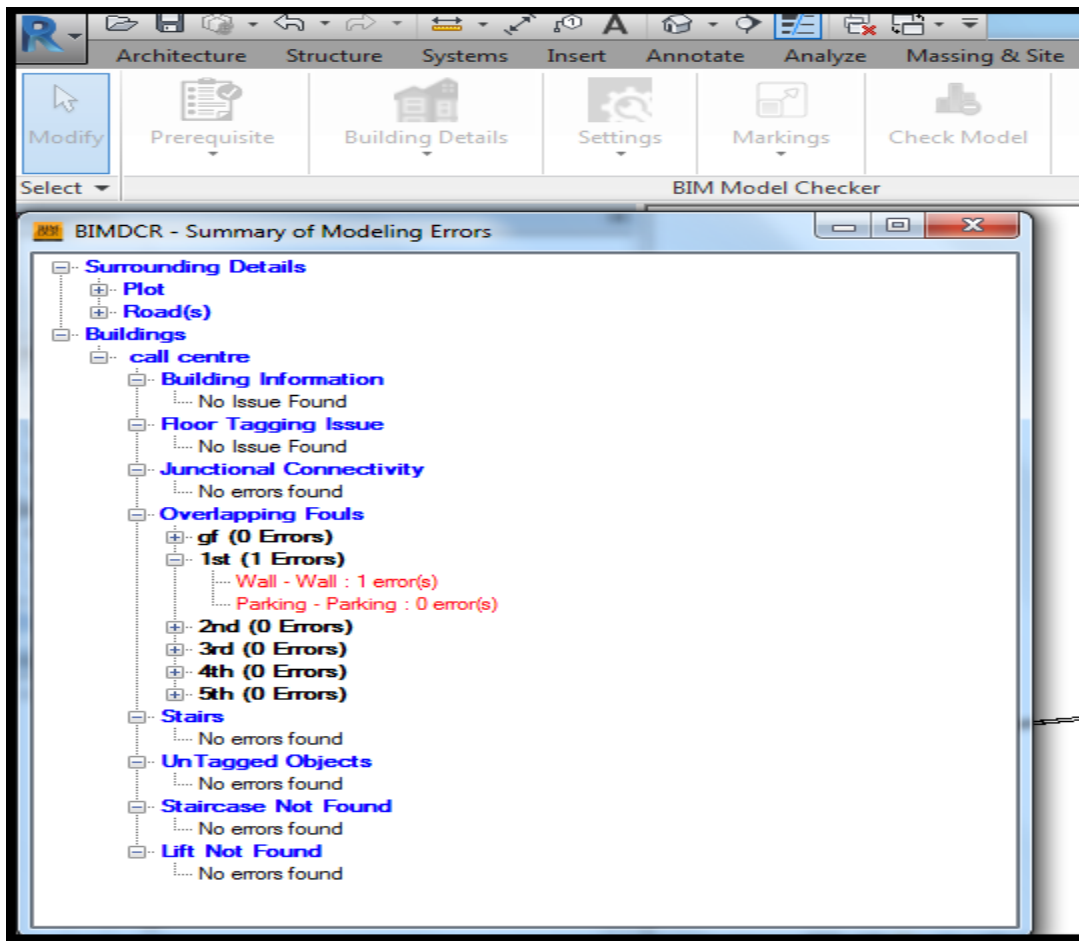 Architecture Structure Systems Insert Annotate Analyze Massing & Site
Modify Prerequisite Building Details Settings Markings Check Model
Select BIM Model Checker
BIMDCR - Summary of Modeling Errors
Surrounding Details
Plot
Road(s)
Buildings
call centre
Building Information
No Issue Found
Floor Tagging Issue
No Issue Found
Junctional Connectivity
No errors found
Overlapping Fouls
gf (0 Errors)
1st (1 Errors)
Wall - Wall : 1 error(s)
Parking - Parking : 0 error(s)
2nd (0 Errors)
3rd (0 Errors)
4th (0 Errors)
5th (0 Errors)
Stairs
No errors found
UnTagged Objects
No errors found
Staircase Not Found
No errors found
Lift Not Found
No errors found